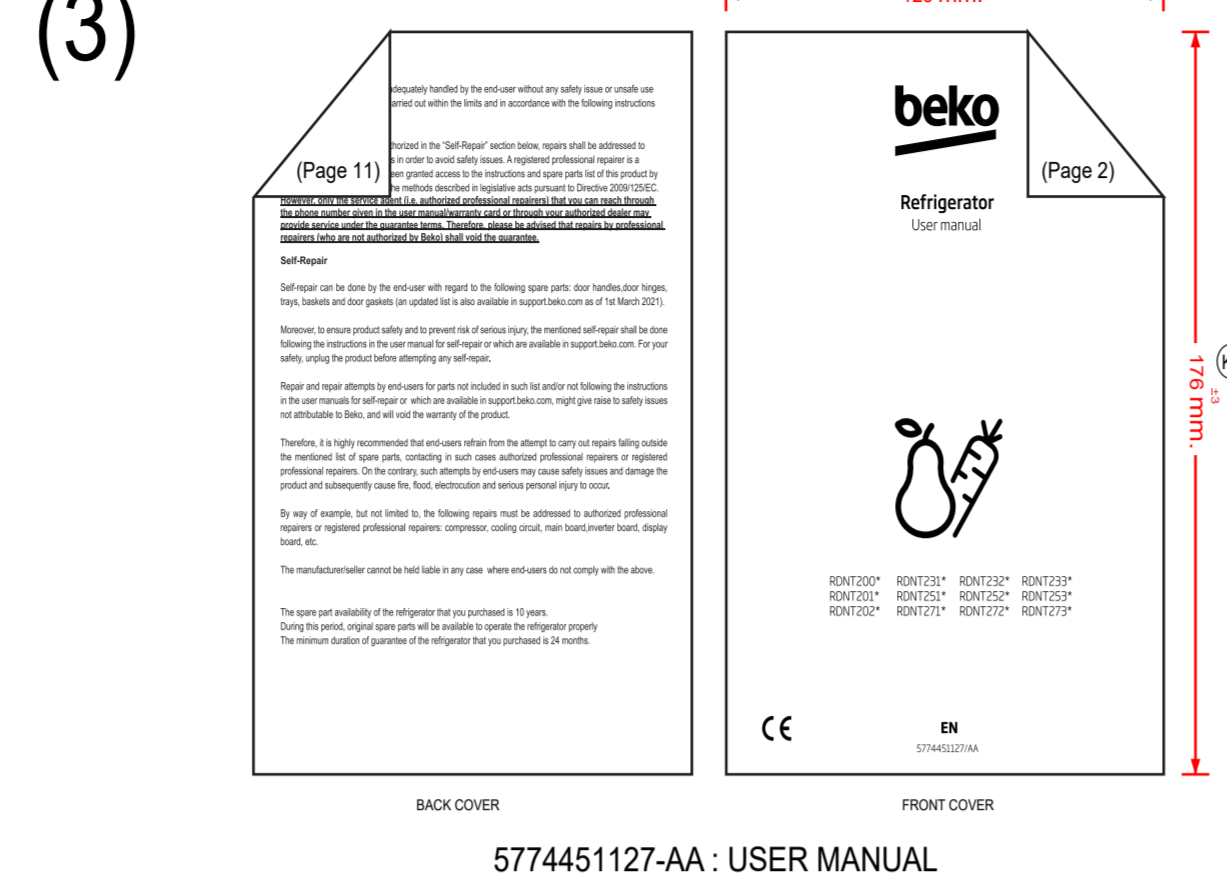 (3)
(Page 11)
adequately handled by the end-user without any safety issue or unsafe use
carried out within the limits and in accordance with the following instructions
thorized in the “Self-Repair” section below, repairs shall be addressed to
s in order to avoid safety issues. A registered professional repairer is a
een granted access to the instructions and spare parts list of this product by
he methods described in legislative acts pursuant to Directive 2009/125/EC.
However, only the service agent (i.e. authorized professional repairers) that you can reach through
the phone number given in the user manual/warranty card or through your authorized dealer may
provide service under the guarantee terms. Therefore, please be advised that repairs by professional
repairers (who are not authorized by Beko) shall void the guarantee.
Self-Repair
Self-repair can be done by the end-user with regard to the following spare parts: door handles,door hinges,
trays, baskets and door gaskets (an updated list is also available in support.beko.com as of 1st March 2021).
Moreover, to ensure product safety and to prevent risk of serious injury, the mentioned self-repair shall be done
following the instructions in the user manual for self-repair or which are available in support.beko.com. For your
safety, unplug the product before attempting any self-repair.
Repair and repair attempts by end-users for parts not included in such list and/or not following the instructions
in the user manuals for self-repair or which are available in support.beko.com, might give raise to safety issues
not attributable to Beko, and will void the warranty of the product.
Therefore, it is highly recommended that end-users refrain from the attempt to carry out repairs falling outside
the mentioned list of spare parts, contacting in such cases authorized professional repairers or registered
professional repairers. On the contrary, such attempts by end-users may cause safety issues and damage the
product and subsequently cause fire, flood, electrocution and serious personal injury to occur.
By way of example, but not limited to, the following repairs must be addressed to authorized professional
repairers or registered professional repairers: compressor, cooling circuit, main board,inverter board, display
board, etc.
The manufacturer/seller cannot be held liable in any case where end-users do not comply with the above.
The spare part availability of the refrigerator that you purchased is 10 years.
During this period, original spare parts will be available to operate the refrigerator properly
The minimum duration of guarantee of the refrigerator that you purchased is 24 months.
BACK COVER
beko
(Page 2)
Refrigerator
User manual
RDNT200* RDNT231* RDNT232* RDNT233*
RDNT201* RDNT251* RDNT252* RDNT253*
RDNT202* RDNT271* RDNT272* RDNT273*
CE
EN
5774451127/AA
FRONT COVER
176 mm.
±3
K
5774451127-AA : USER MANUAL